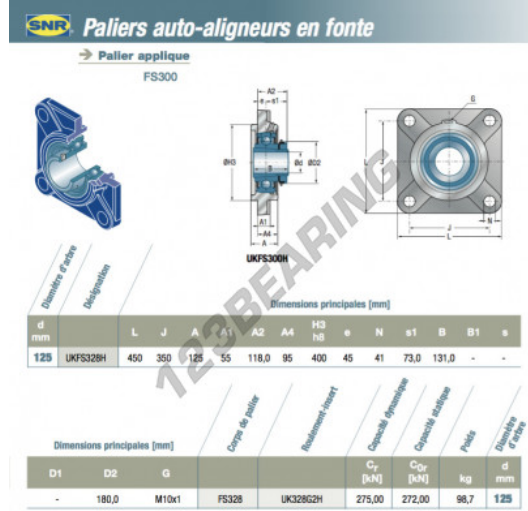 SNR Paliers auto-aligneurs en fonte
Palier applique
FS300
A2
e s1
G
ØH3
B
Ød
ØD2
L
J
A1
A4
A
N
J
L
UKFS300H
123BEARING
Diamètre d'arbre
Désignation
Dimensions principales [mm]
d mm L J A A1 A2 A4 H3 h8 e N s1 B B1 s
125 UKFS328H 450 350 125 55 118,0 95 400 45 41 73,0 131,0 - -
Dimensions principales [mm]
Corps de palier
Roulement-insert
Capacité dynamique
Capacité statique
Poids
Diamètre d'arbre
D1 D2 G Cr [kN] C0r [kN] kg d mm
- 180,0 M10x1 FS328 UK328G2H 275,00 272,00 98,7 125